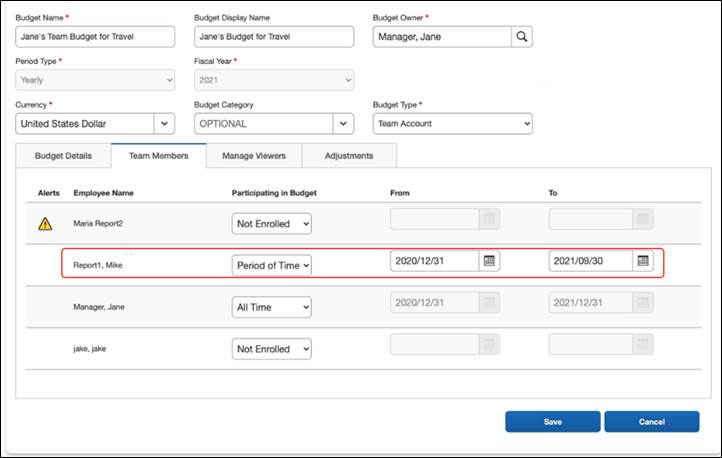 Budget Name * Budget Display Name Budget Owner *
Jane's Team Budget for Travel Jane's Budget for Travel Manager, Jane
Period Type * Fiscal Year *
Yearly 2021
Currency * Budget Category Budget Type *
United States Dollar OPTIONAL Team Account
Budget Details Team Members Manage Viewers Adjustments
Alerts Employee Name Participating in Budget From To
Maria Report2 Not Enrolled
Report1, Mike Period of Time 2020/12/31 2021/09/30
Manager, Jane All Time 2020/12/31 2021/12/31
jake, jake Not Enrolled
Save Cancel